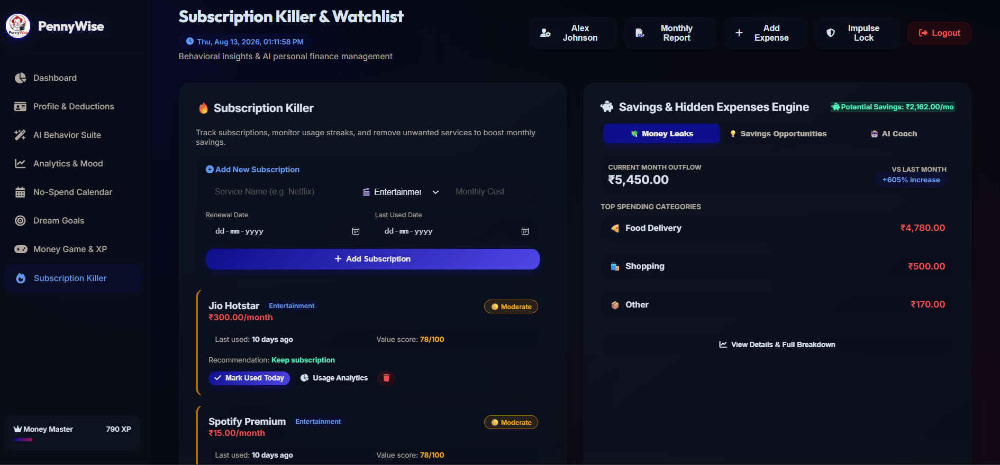 PennyWise
PennyWise
Dashboard
Profile & Deductions
AI Behavior Suite
Analytics & Mood
No-Spend Calendar
Dream Goals
Money Game & XP
Subscription Killer
Money Master 790 XP
Subscription Killer & Watchlist
Thu, Aug 13, 2026, 01:11:58 PM
Behavioral insights & AI personal finance management
Alex
Johnson
PDF
Monthly
Report
Add
Expense
Impulse
Lock
Logout
Subscription Killer
Track subscriptions, monitor usage streaks, and remove unwanted services to boost monthly
savings.
Add New Subscription
Service Name (e.g. Netflix) Entertainmer Monthly Cost
Renewal Date Last Used Date
dd-mm-yyyy dd-mm-yyyy
+ Add Subscription
Jio Hotstar Entertainment Moderate
₹300.00/month
Last used: 10 days ago Value score: 78/100
Recommendation: Keep subscription
Mark Used Today Usage Analytics
Spotify Premium Entertainment Moderate
₹15.00/month
Last used: 10 days ago Value score: 78/100
Savings & Hidden Expenses Engine Potential Savings: ₹2,162.00/mo
Money Leaks Savings Opportunities AI Coach
CURRENT MONTH OUTFLOW
₹5,450.00
VS LAST MONTH
+605% increase
TOP SPENDING CATEGORIES
Food Delivery ₹4,780.00
Shopping ₹500.00
Other ₹170.00
View Details & Full Breakdown